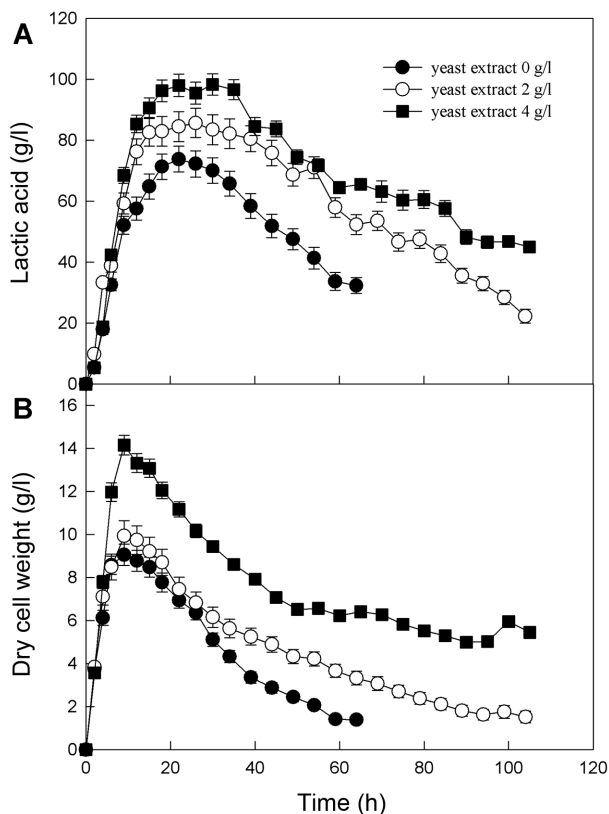 A
120
100
80
60
40
20
0
Lactic acid (g/l)
yeast extract 0 g/l
yeast extract 2 g/l
yeast extract 4 g/l
B
16
14
12
10
8
6
4
2
0
Dry cell weight (g/l)
0 20 40 60 80 100 120
Time (h)